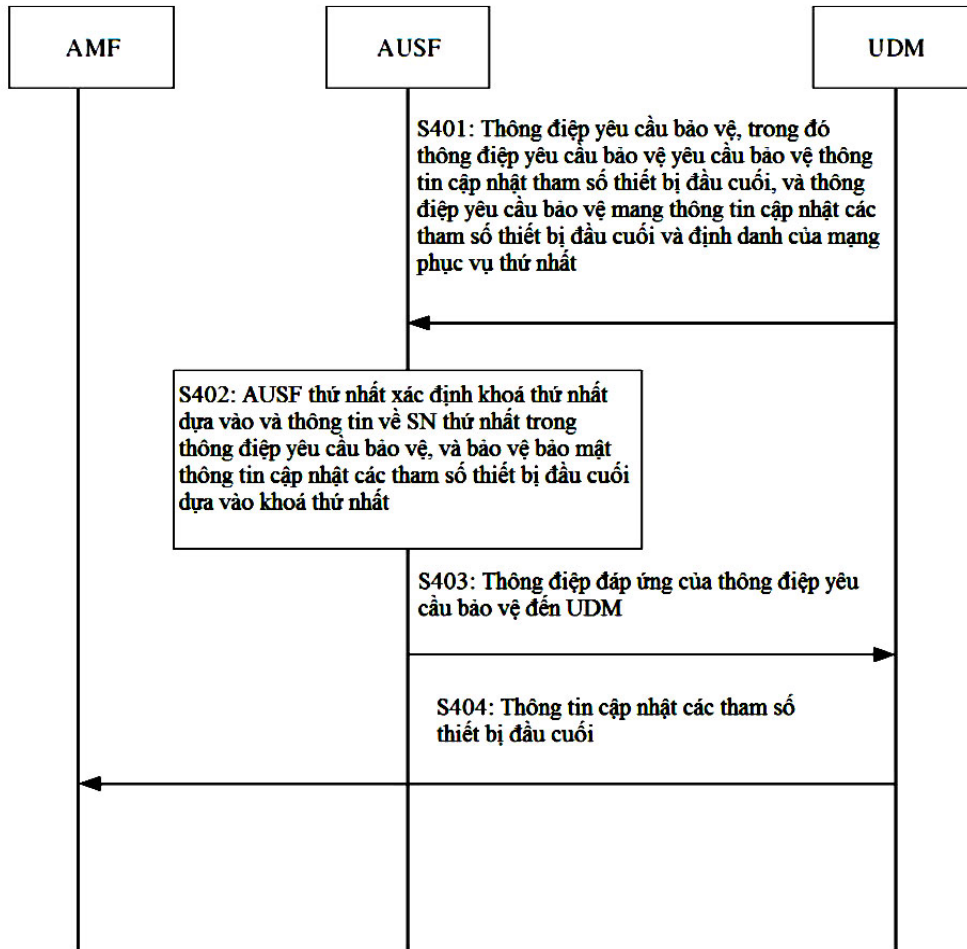 AMF
AUSF
UDM
S401: Thông điệp yêu cầu bảo vệ, trong đó
thông điệp yêu cầu bảo vệ yêu cầu bảo vệ thông
tin cập nhật tham số thiết bị đầu cuối, và thông
điệp yêu cầu bảo vệ mang thông tin cập nhật các
tham số thiết bị đầu cuối và định danh của mạng
phục vụ thứ nhất
S402: AUSF thứ nhất xác định khoá thứ nhất
dựa vào và thông tin về SN thứ nhất trong
thông điệp yêu cầu bảo vệ, và bảo vệ bảo mật
thông tin cập nhật các tham số thiết bị đầu cuối
dựa vào khoá thứ nhất
S403: Thông điệp đáp ứng của thông điệp yêu
cầu bảo vệ đến UDM
S404: Thông tin cập nhật các tham số
thiết bị đầu cuối